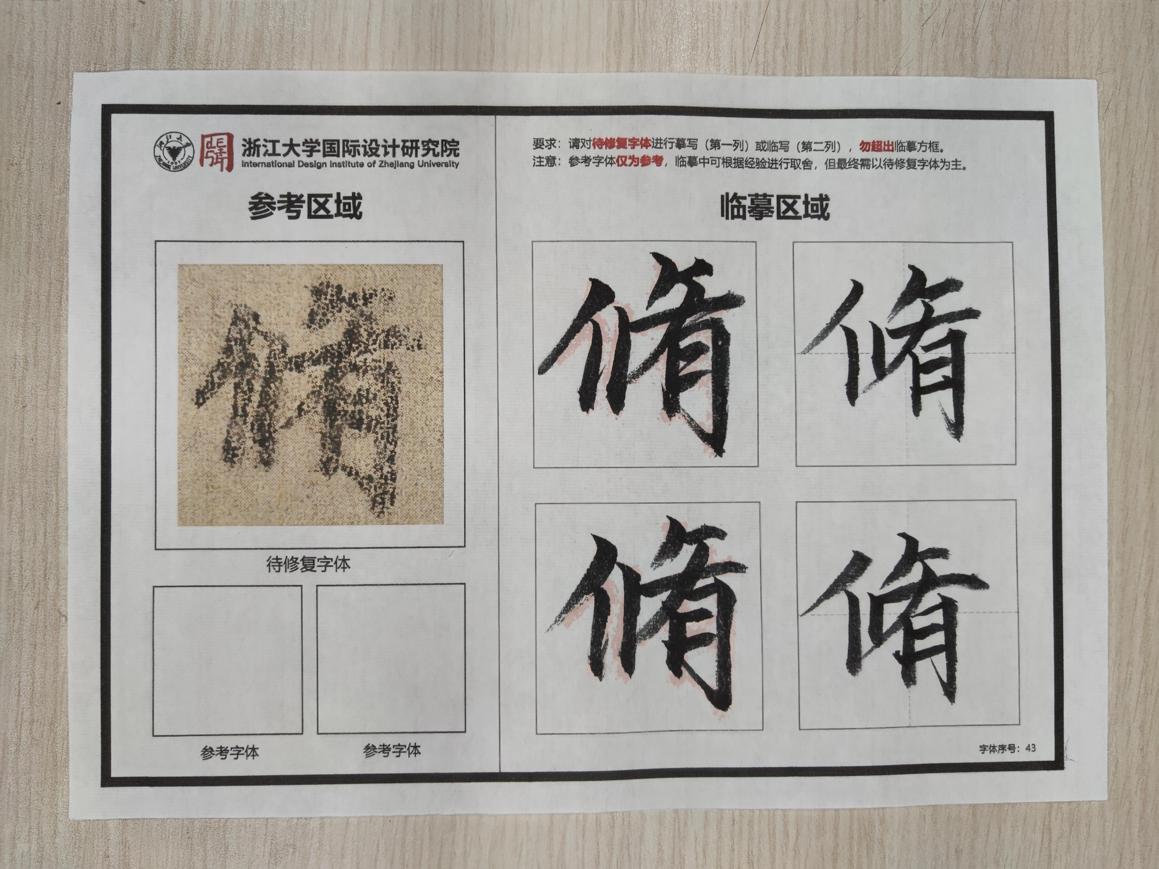 浙江大学国际设计研究院
International Design Institute of Zhejiang University
参考区域
脩
待修复字体
参考字体
参考字体
要求：请对待修复字体进行摹写（第一列）或临写（第二列），勿超出临摹方框。
注意：参考字体仅为参考，临摹中可根据经验进行取舍，但最终需以待修复字体为主。
临摹区域
脩 脩
脩 脩
字体序号：43